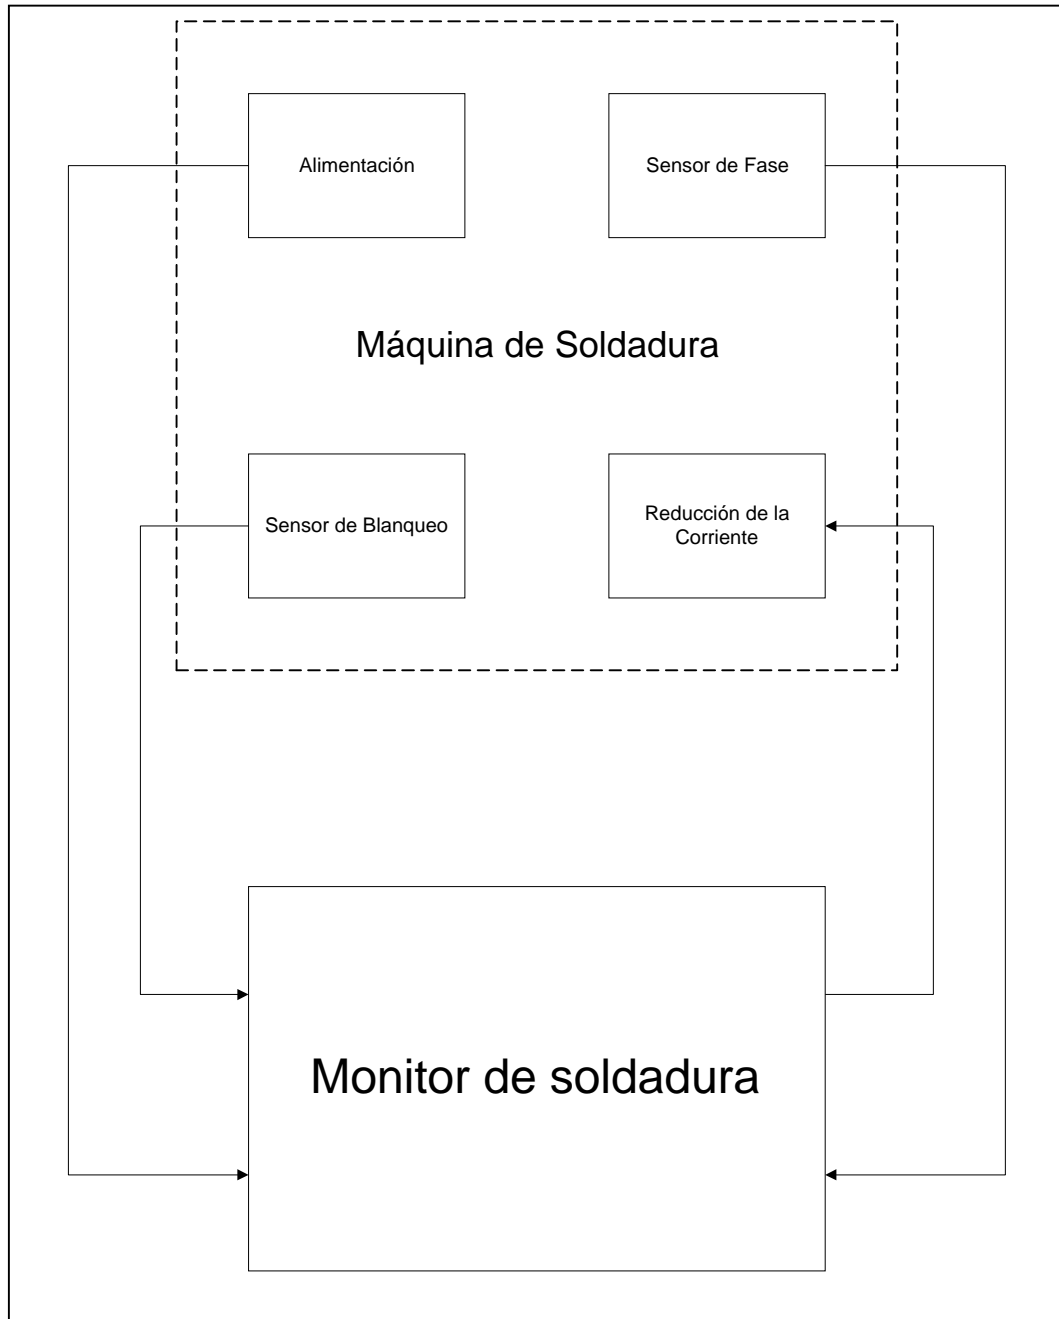 Alimentación
Sensor de Fase
Máquina de Soldadura
Sensor de Blanqueo
Reducción de la
Corriente
Monitor de soldadura